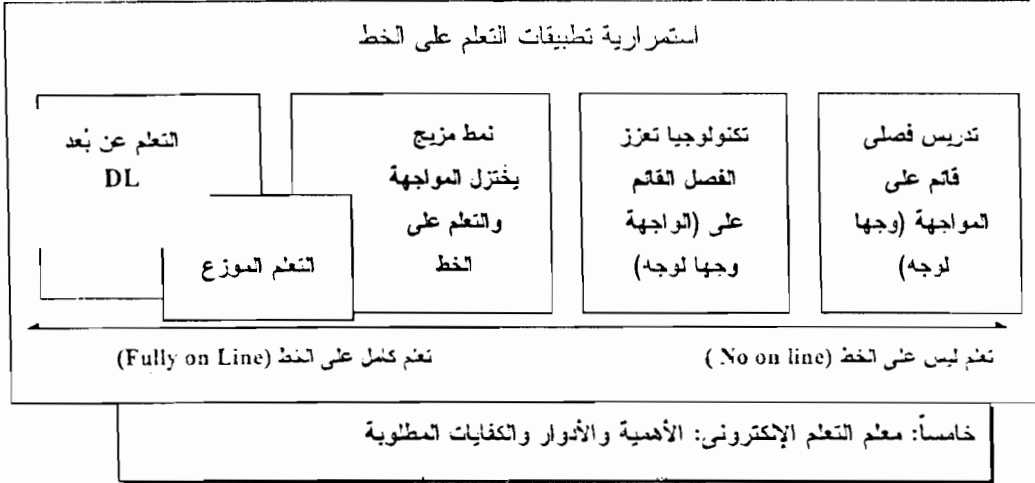 استمرارية تطبيقات التعلم على الخط
تدريس فصلى
قائم على
المواجهة (وجها
لوجه)
تكنولوجيا تعزز
الفصل القائم
على (الواجهة
وجها لوجه)
نمط مزيج
يختزل المواجهة
والتعلم على
الخط
التعلم عن بُعد
DL
التعلم الموزع
تعلم ليس على الخط (No on line )
تعلم كامل على الخط (Fully on Line)
خامساً: معلم التعلم الإلكترونى: الأهمية والأدوار والكفايات المطلوبة